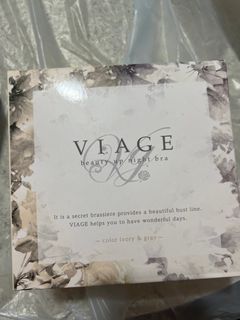 VIAGE
beauty up night bra
It is a secret brassiere provides a beautiful bust line.
VIAGE helps you to have wonderful days.
— color ivory & gray —